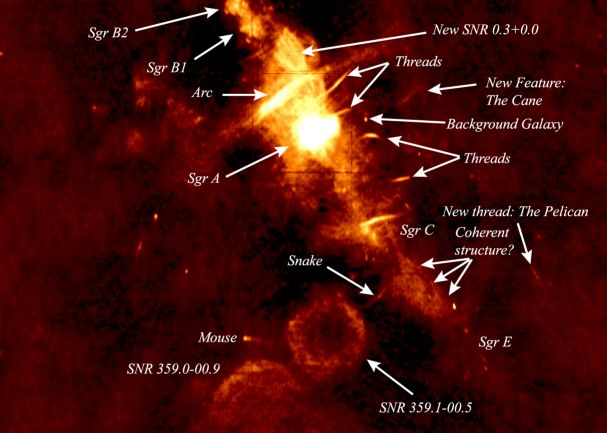 Sgr B2
New SNR 0.3+0.0
Sgr B1
Threads
Arc
New Feature:
The Cane
Background Galaxy
Threads
Sgr A
New thread: The Pelican
Sgr C
Coherent
structure?
Snake
Mouse
Sgr E
SNR 359.0-00.9
SNR 359.1-00.5